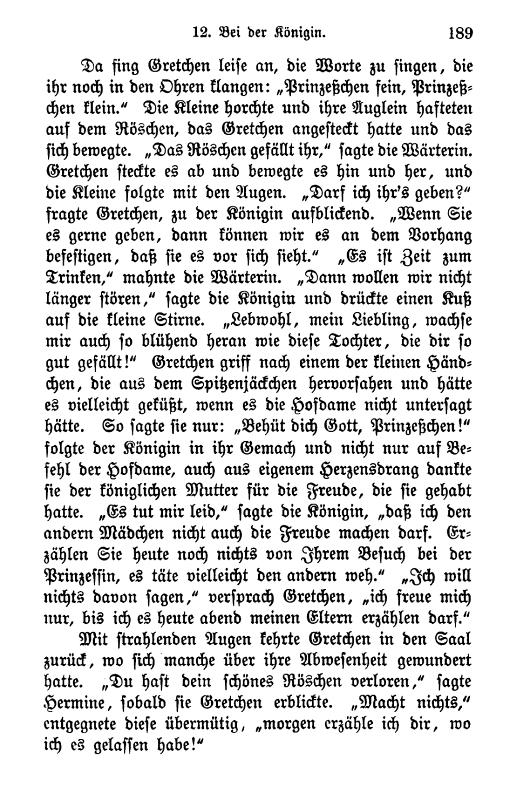 12. Bei der Königin. 189
Da fing Gretchen leise an, die Worte zu singen, die
ihr noch in den Ohren klangen: „Prinzeßchen fein, Prinzeß-
chen klein.“ Die Kleine horchte und ihre Äuglein hafteten
auf dem Röschen, das Gretchen angesteckt hatte und das
sich bewegte. „Das Röschen gefällt ihr,“ sagte die Wärterin.
Gretchen steckte es ab und bewegte es hin und her, und
die Kleine folgte mit den Augen. „Darf ich ihr's geben?“
fragte Gretchen, zu der Königin aufblickend. „Wenn Sie
es gerne geben, dann können wir es an dem Vorhang
befestigen, daß sie es vor sich sieht.“ „Es ist Zeit zum
Trinken,“ mahnte die Wärterin. „Dann wollen wir nicht
länger stören,“ sagte die Königin und drückte einen Kuß
auf die kleine Stirne. „Lebwohl, mein Liebling, wachse
mir auch so blühend heran wie diese Tochter, die dir so
gut gefällt!“ Gretchen griff nach einem der kleinen Händ-
chen, die aus dem Spitzenjäckchen hervorsahen und hätte
es vielleicht geküßt, wenn es die Hofdame nicht untersagt
hätte. So sagte sie nur: „Behüt dich Gott, Prinzeßchen!“
folgte der Königin in ihr Gemach und nicht nur auf Be-
fehl der Hofdame, auch aus eigenem Herzensdrang dankte
sie der königlichen Mutter für die Freude, die sie gehabt
hatte. „Es tut mir leid,“ sagte die Königin, „daß ich den
andern Mädchen nicht auch die Freude machen darf. Er-
zählen Sie heute noch nichts von Ihrem Besuch bei der
Prinzessin, es täte vielleicht den andern weh.“ „Ich will
nichts davon sagen,“ versprach Gretchen, „ich freue mich
nur, bis ich es heute abend meinen Eltern erzählen darf.“
Mit strahlenden Augen kehrte Gretchen in den Saal
zurück, wo sich manche über ihre Abwesenheit gewundert
hatte. „Du hast dein schönes Röschen verloren,“ sagte
Hermine, sobald sie Gretchen erblickte. „Macht nichts,“
entgegnete diese übermütig, „morgen erzähle ich dir, wo
ich es gelassen habe!“